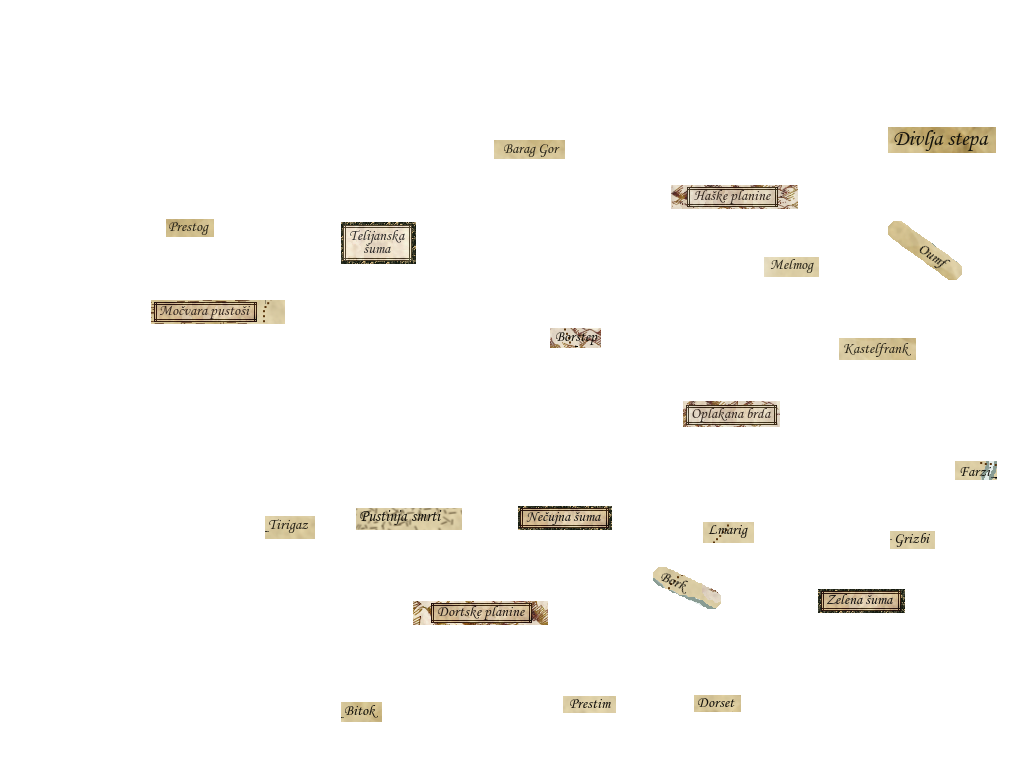 Divlja stepa
Barag Gor
Haške planine
Prestog
Telijanska
šuma
Oumf
Melmog
Močvara pustoši
Borstep
Kastelfrank
Oplakana brda
Farzi
Pustinja smrti
Nečujna šuma
Tirigaz
Lmarig
Grizbi
Bork
Zelena šuma
Dortske planine
Bitok
Prestim
Dorset